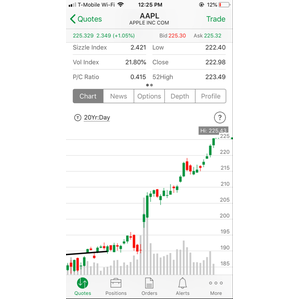 T-Mobile Wi-Fi 12:25 PM 12%
Quotes AAPL Trade
APPLE INC COM
225.329 2.349 (+1.05%) Bid 225.30 Ask 225.32
Sizzle Index 2.421 Low 222.40
Vol Index 21.80% Close 222.98
P/C Ratio 0.415 52High 223.49
Chart News Options Depth Profile
20Yr:Day ?
Hi: 225.43
225
220
215
210
205
200
195
190
185
Quotes Positions Orders Alerts More